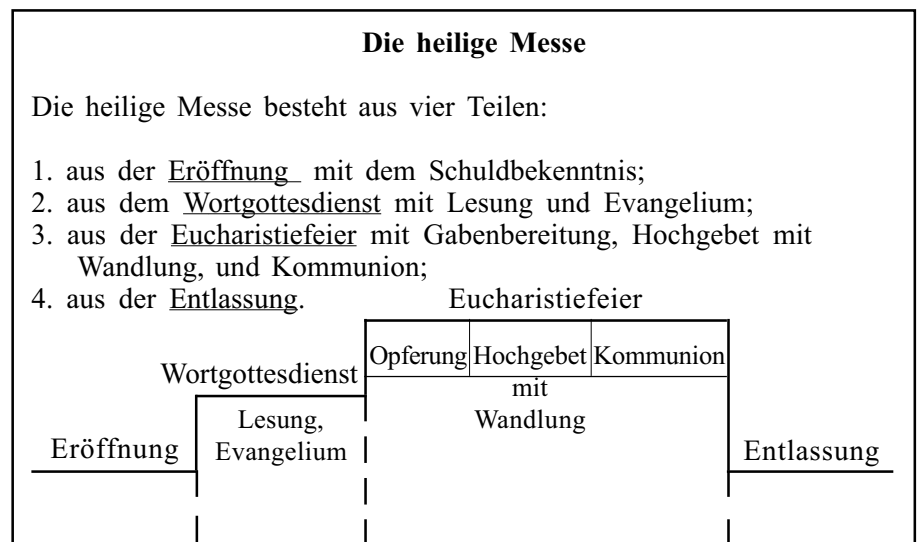 Die heilige Messe
Die heilige Messe besteht aus vier Teilen:
1. aus der Eröffnung mit dem Schuldbekenntnis;
2. aus dem Wortgottesdienst mit Lesung und Evangelium;
3. aus der Eucharistiefeier mit Gabenbereitung, Hochgebet mit
Wandlung, und Kommunion;
4. aus der Entlassung.
Eucharistiefeier
Opferung Hochgebet Kommunion
mit
Wandlung
Wortgottesdienst
Lesung,
Evangelium
Eröffnung
Entlassung